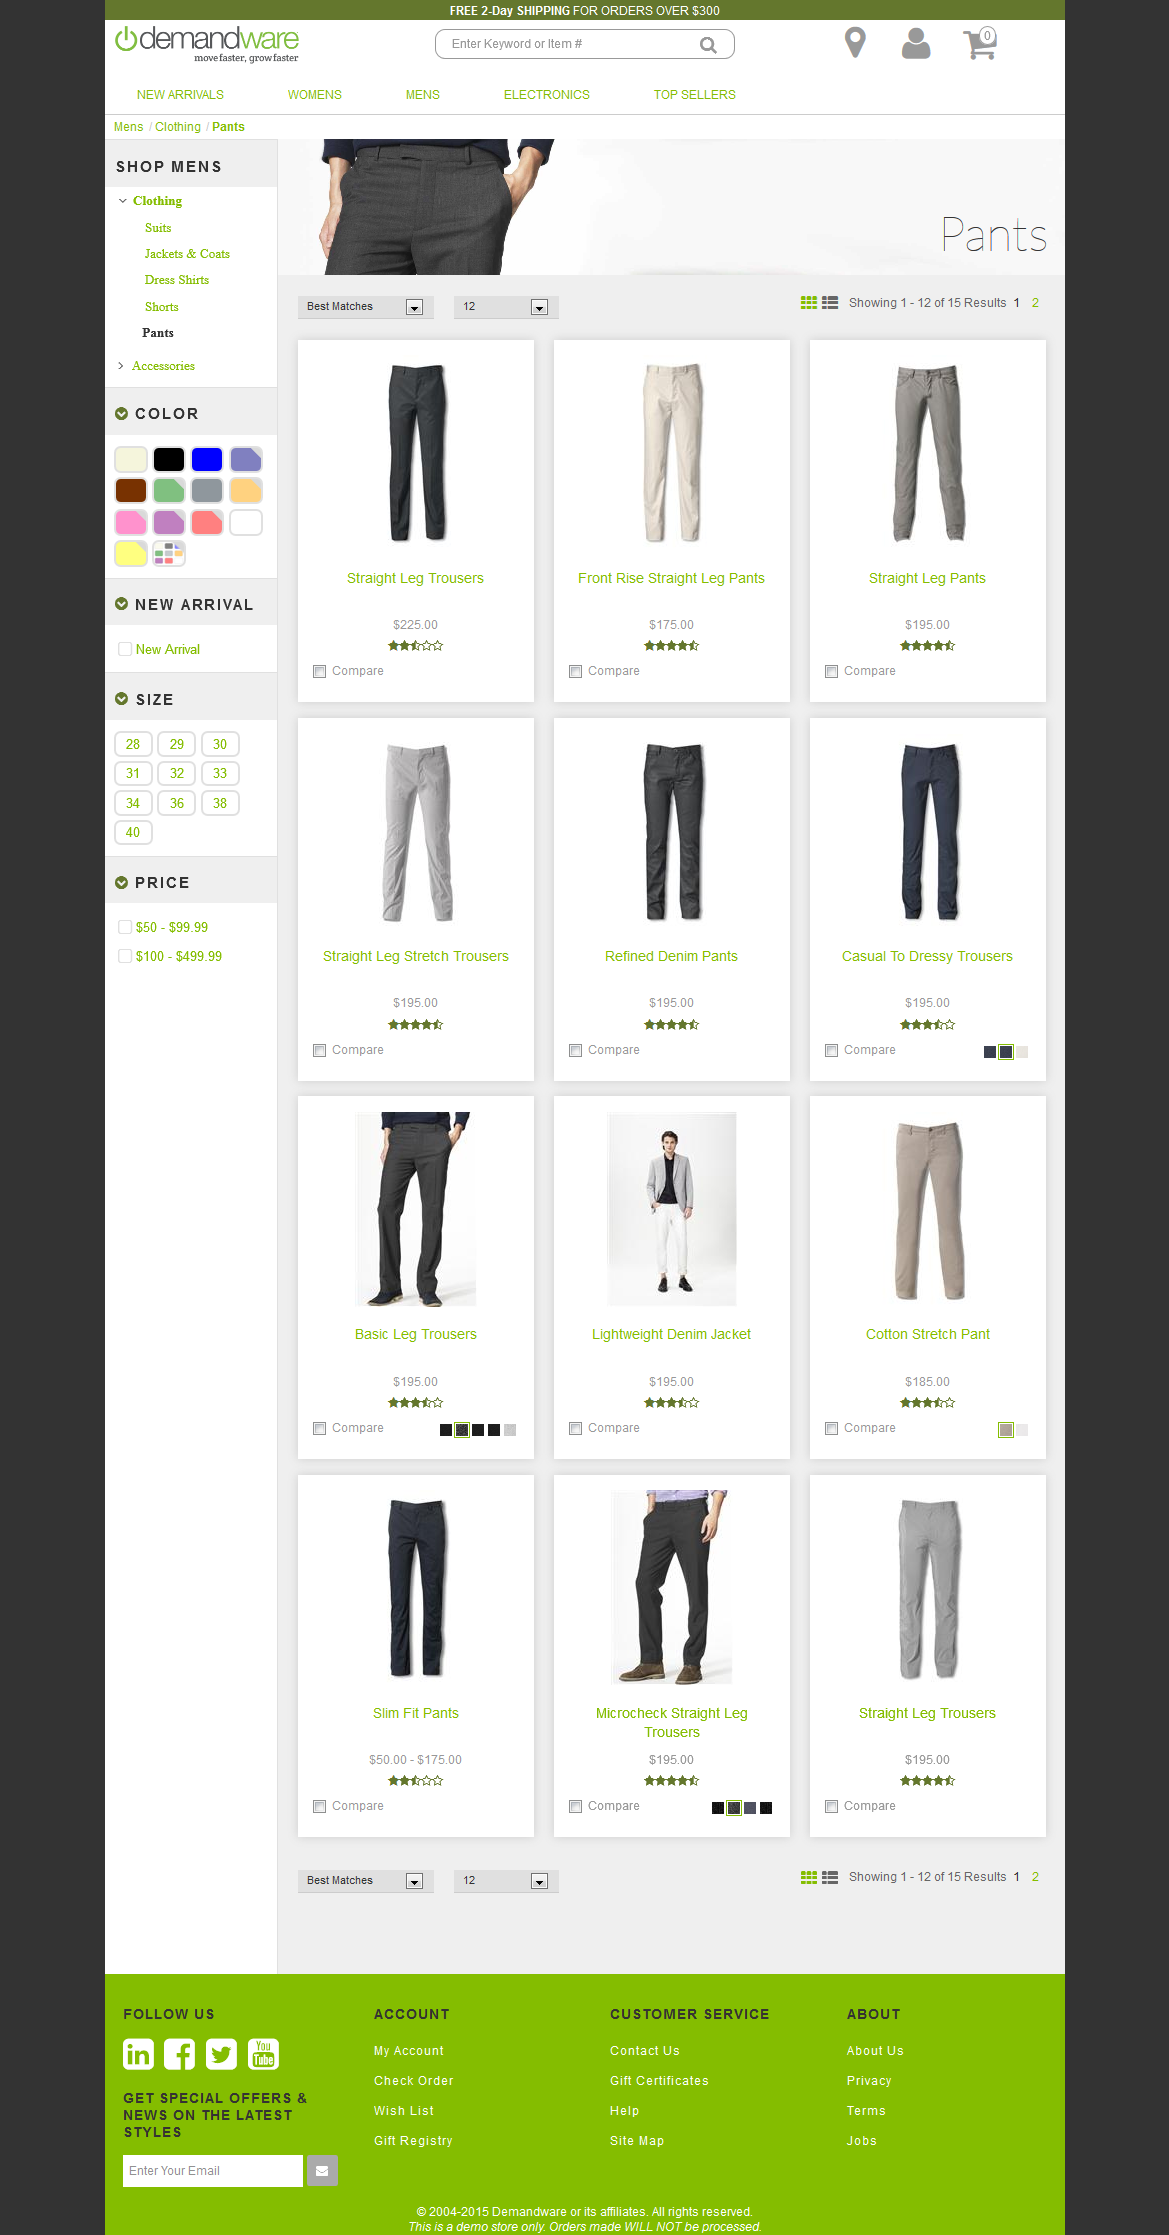 FREE 2-Day SHIPPING FOR ORDERS OVER $300
demandware
move faster, grow faster
Enter Keyword or Item #
0
NEW ARRIVALS WOMENS MENS ELECTRONICS TOP SELLERS
Mens / Clothing / Pants
SHOP MENS
Clothing
Suits
Jackets & Coats
Dress Shirts
Shorts
Pants
Accessories
COLOR
NEW ARRIVAL
New Arrival
SIZE
28 29 30
31 32 33
34 36 38
40
PRICE
$50 - $99.99
$100 - $499.99
Pants
Best Matches 12 Showing 1 - 12 of 15 Results 1 2
Straight Leg Trousers
$225.00
Compare
Front Rise Straight Leg Pants
$175.00
Compare
Straight Leg Pants
$195.00
Compare
Straight Leg Stretch Trousers
$195.00
Compare
Refined Denim Pants
$195.00
Compare
Casual To Dressy Trousers
$195.00
Compare
Basic Leg Trousers
$195.00
Compare
Lightweight Denim Jacket
$195.00
Compare
Cotton Stretch Pant
$185.00
Compare
Slim Fit Pants
$50.00 - $175.00
Compare
Microcheck Straight Leg
Trousers
$195.00
Compare
Straight Leg Trousers
$195.00
Compare
Best Matches 12 Showing 1 - 12 of 15 Results 1 2
FOLLOW US
in
You
Tube
GET SPECIAL OFFERS &
NEWS ON THE LATEST
STYLES
Enter Your Email
ACCOUNT
My Account
Check Order
Wish List
Gift Registry
CUSTOMER SERVICE
Contact Us
Gift Certificates
Help
Site Map
ABOUT
About Us
Privacy
Terms
Jobs
© 2004-2015 Demandware or its affiliates. All rights reserved.
This is a demo store only. Orders made WILL NOT be processed.